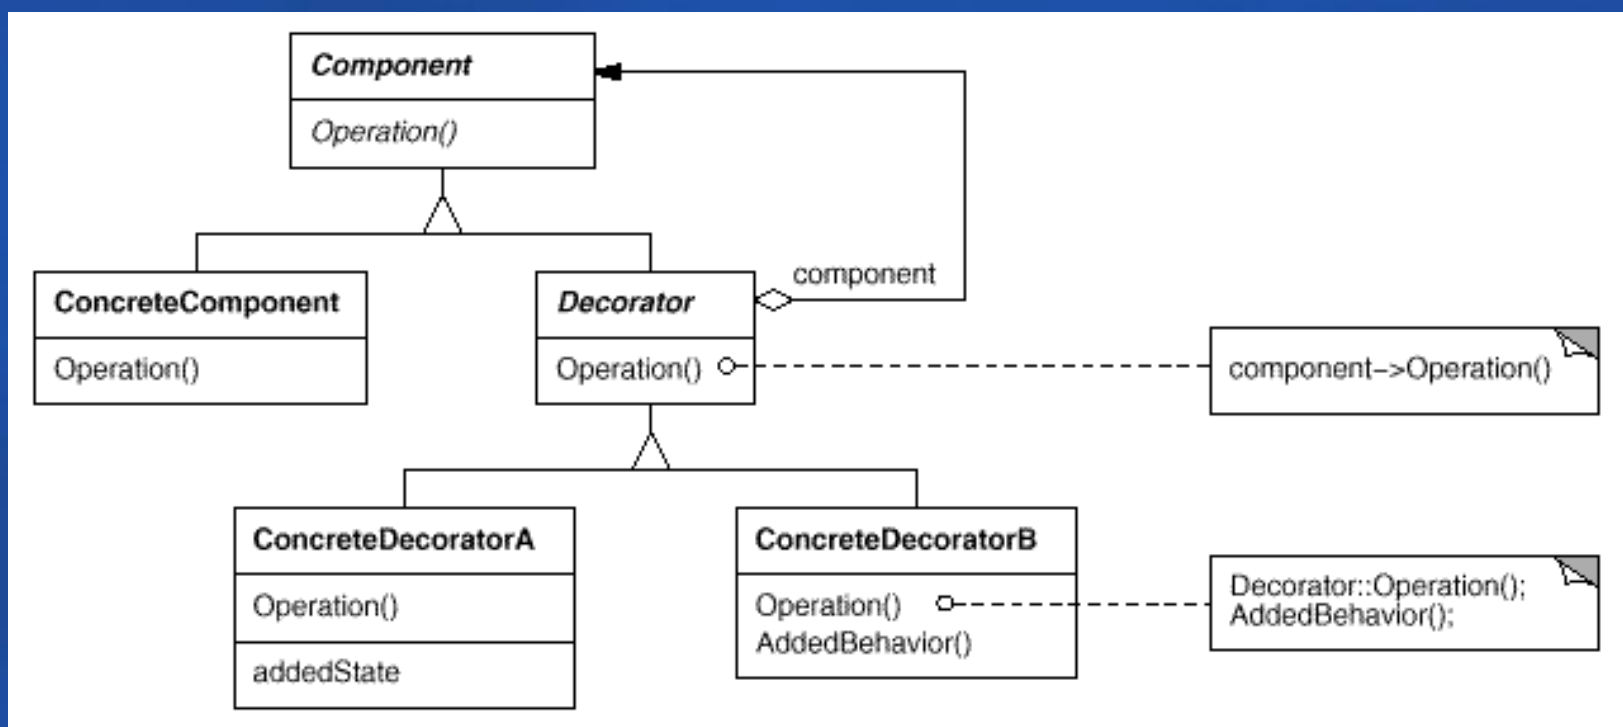 Component
Operation()
component
ConcreteComponent
Operation()
Decorator
Operation()
component–>Operation()
ConcreteDecoratorA
Operation()
addedState
ConcreteDecoratorB
Operation()
AddedBehavior()
Decorator::Operation();
AddedBehavior();